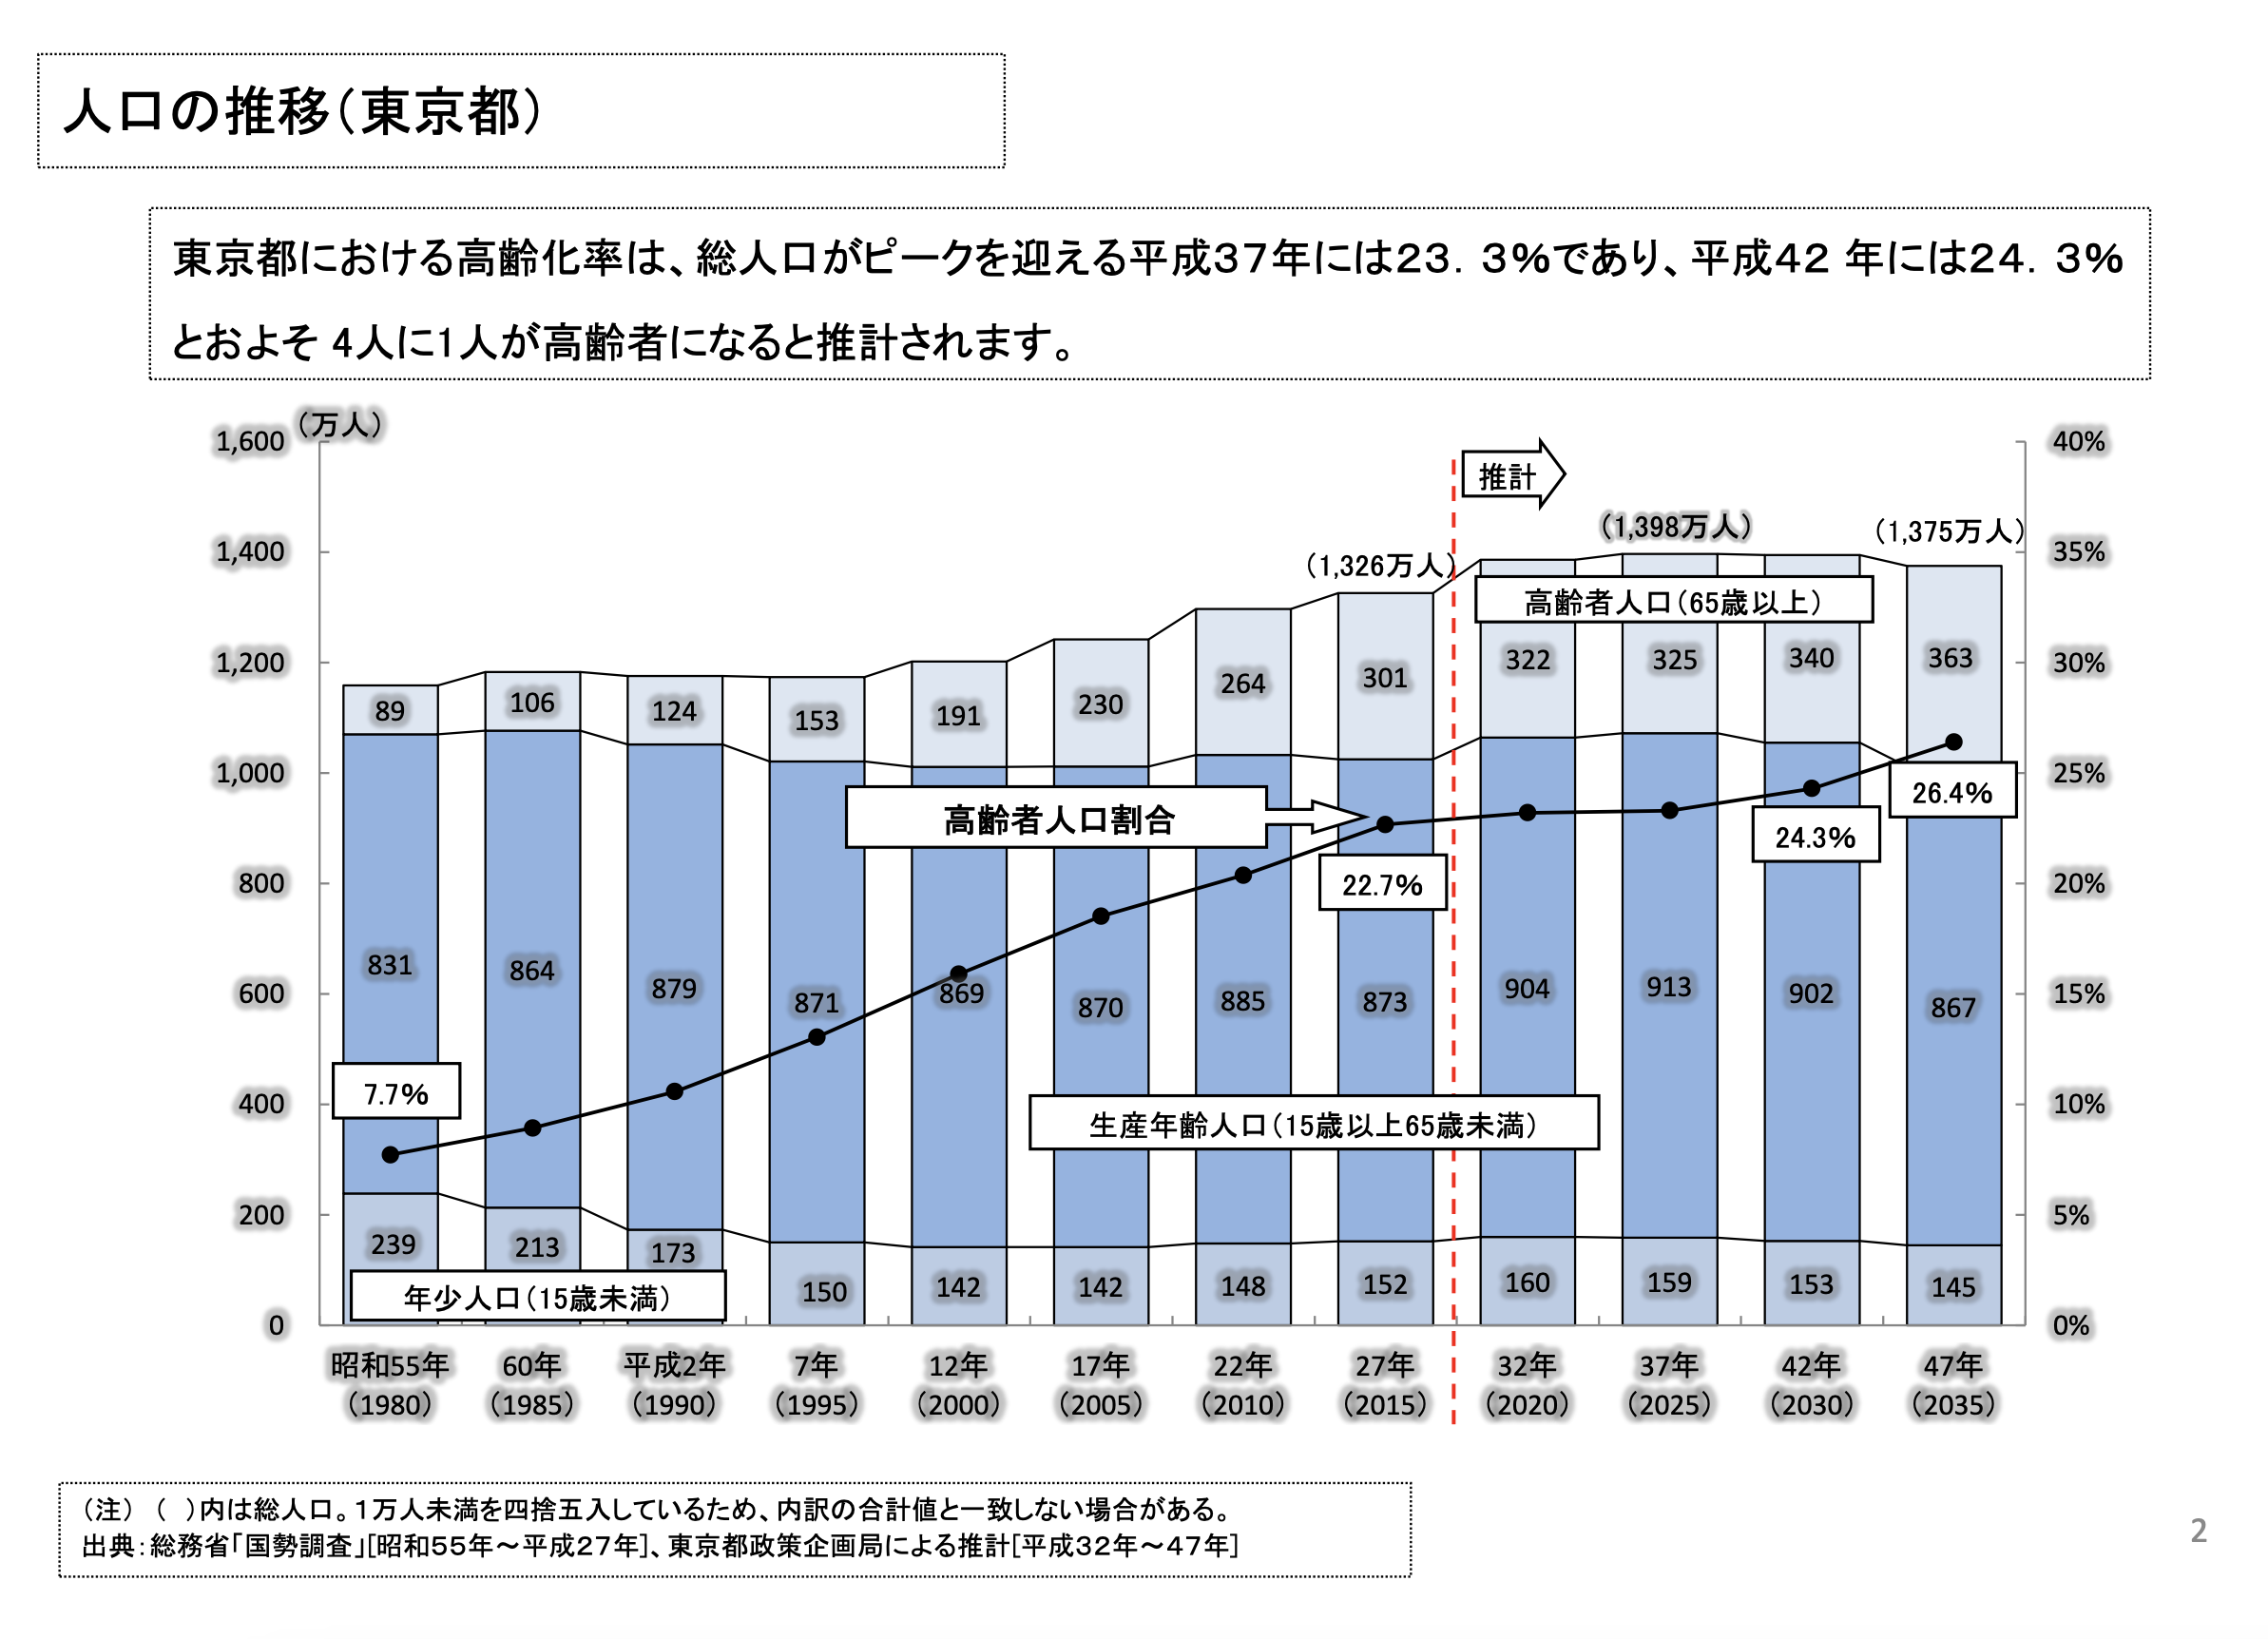 人口の推移（東京都）
東京都における高齢化率は、総人口がピークを迎える平成３７年には２３．３％であり、平成４２ 年には２４．３％
とおよそ ４人に１人が高齢者になると推計されます。
（万人）
1,600
1,400
1,200
1,000
800
600
400
200
0
40%
35%
30%
25%
20%
15%
10%
5%
0%
推計
（1,326万人）
（1,398万人）
（1,375万人）
高齢者人口（65歳以上）
89 106 124 153 191 230 264 301 322 325 340 363
高齢者人口割合
7.7％
22.7％
24.3％
26.4％
831 864 879 871 869 870 885 873 904 913 902 867
生産年齢人口（15歳以上65歳未満）
239 213 173 150 142 142 148 152 160 159 153 145
年少人口（15歳未満）
昭和55年 60年 平成2年 7年 12年 17年 22年 27年 32年 37年 42年 47年
（1980） （1985） （1990） （1995） （2000） （2005） （2010） （2015） （2020） （2025） （2030） （2035）
（注）（　）内は総人口。１万人未満を四捨五入しているため、内訳の合計値と一致しない場合がある。
出典：総務省「国勢調査」[昭和５５年～平成２７年]、東京都政策企画局による推計[平成３２年～４７年]
2